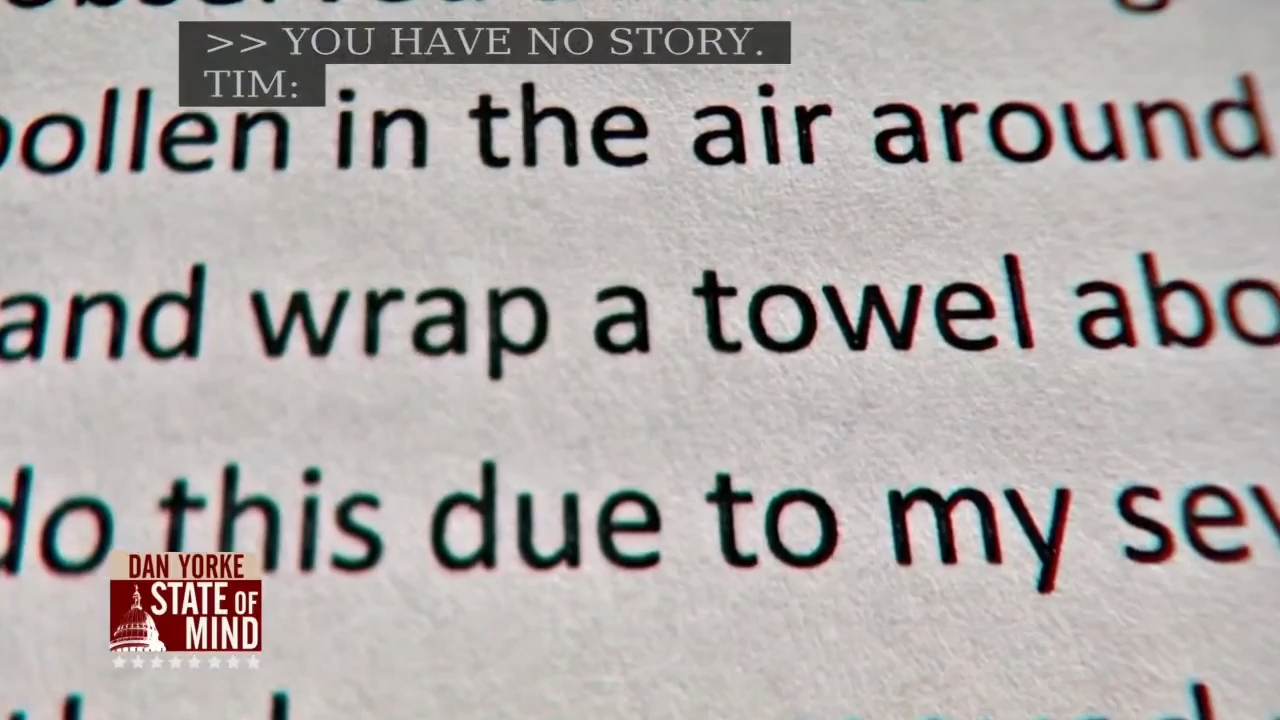 >> YOU HAVE NO STORY.
TIM:
pollen in the air around
and wrap a towel abo
do this due to my sev
DAN YORKE
STATE OF
MIND